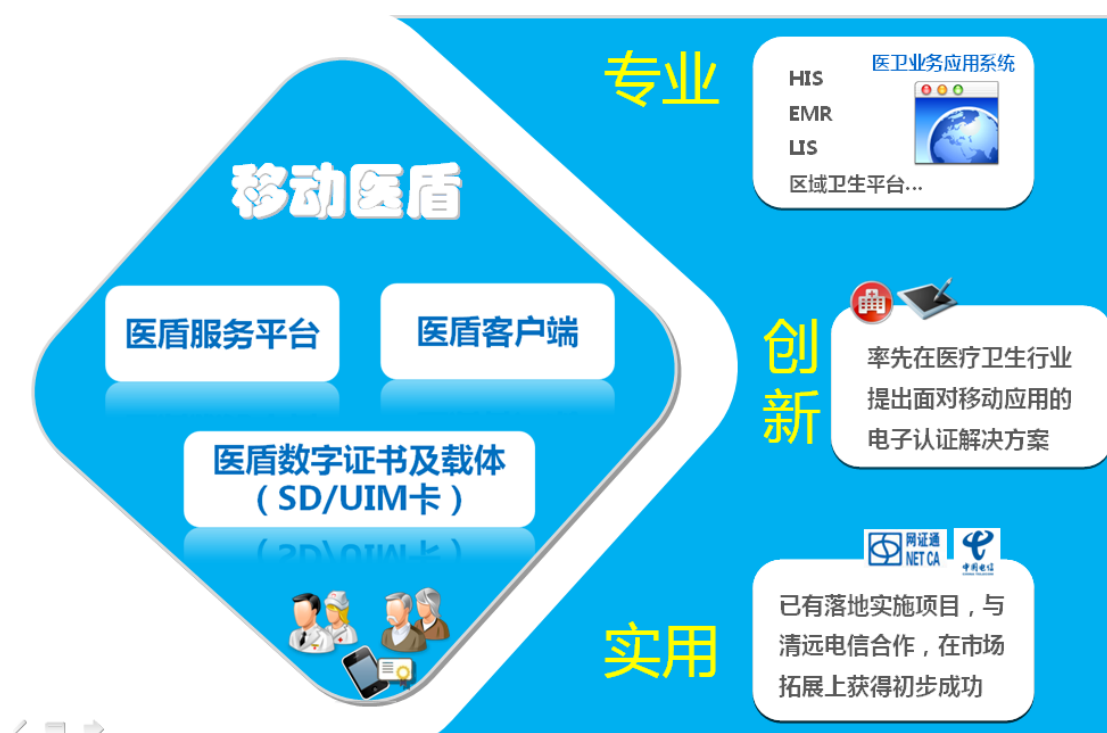 移动医盾
医盾服务平台
医盾客户端
医盾数字证书及载体
（SD/UIM卡）
专业
医卫业务应用系统
HIS
EMR
LIS
区域卫生平台...
创
新
率先在医疗卫生行业
提出面对移动应用的
电子认证解决方案
实用
网证通
NET CA
中国电信
已有落地实施项目，与
清远电信合作，在市场
拓展上获得初步成功